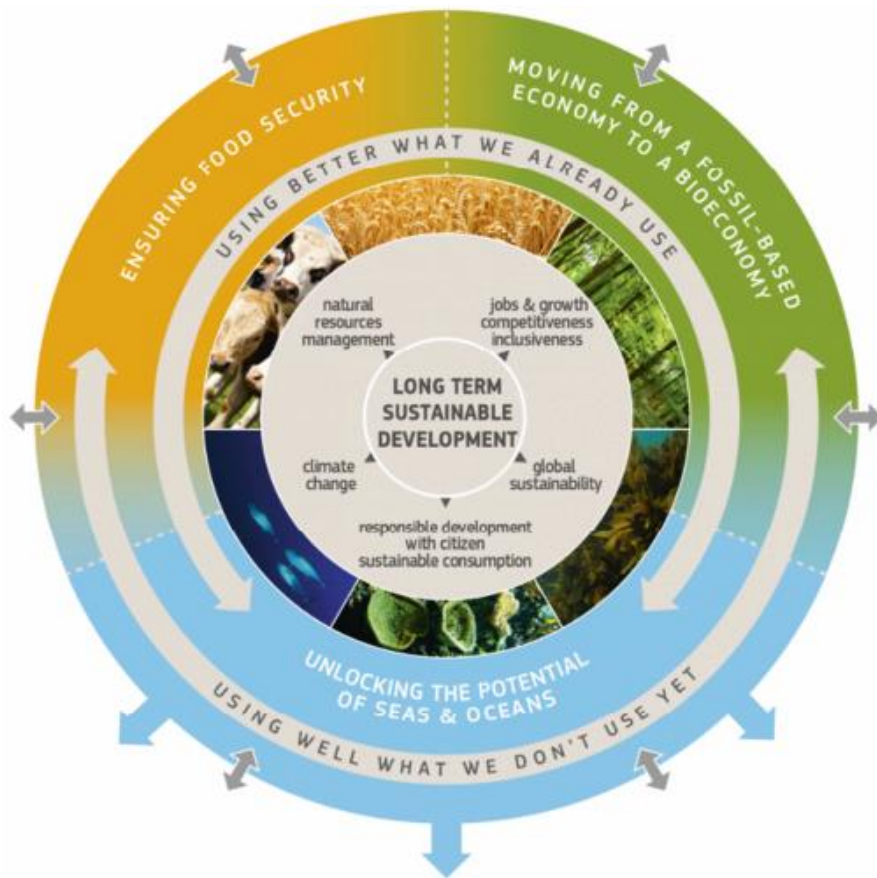 ENSURING FOOD SECURITY
MOVING FROM A FOSSIL-BASED
ECONOMY TO A BIOECONOMY
USING BETTER WHAT WE ALREADY USE
natural
resources
management
jobs & growth
competitiveness
inclusiveness
LONG TERM
SUSTAINABLE
DEVELOPMENT
climate
change
global
sustainability
responsible development
with citizen
sustainable consumption
UNLOCKING THE POTENTIAL
OF SEAS & OCEANS
USING WELL WHAT WE DON'T USE YET